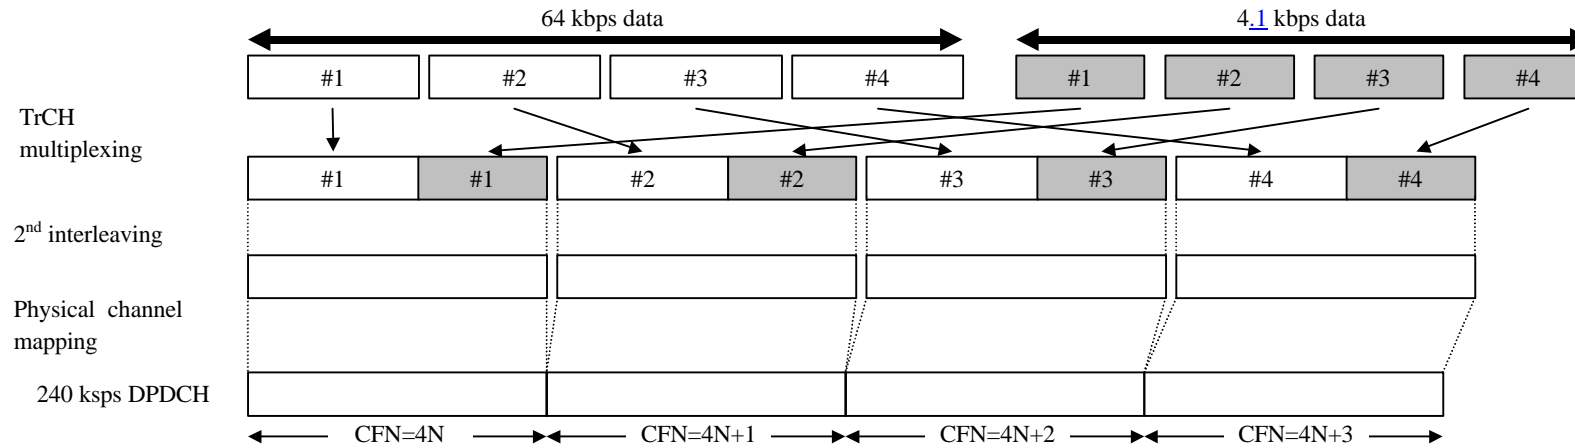 64 kbps data 4.1 kbps data
#1 #2 #3 #4 #1 #2 #3 #4
TrCH
multiplexing
#1 #1 #2 #2 #3 #3 #4 #4
2nd interleaving
Physical channel
mapping
240 ksps DPDCH
CFN=4N CFN=4N+1 CFN=4N+2 CFN=4N+3